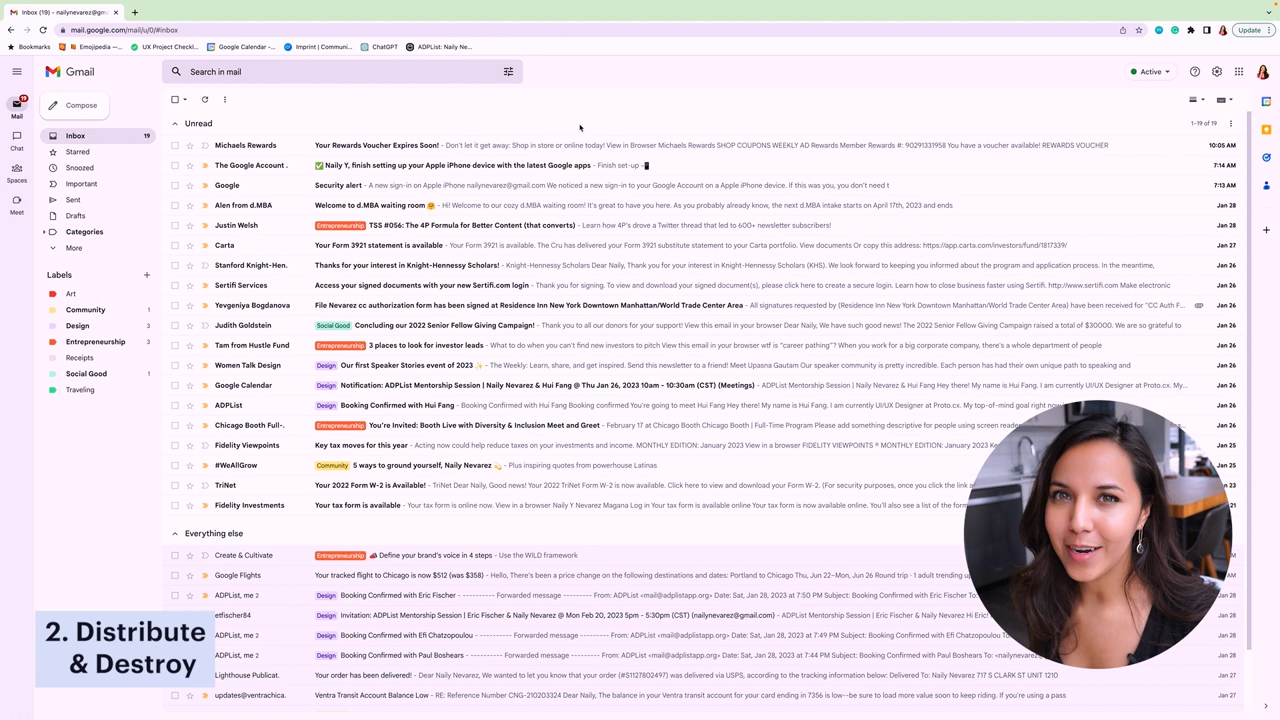 Inbox (19) - nailynevarez@gm
mail.google.com/mail/u/0/#inbox
Update
Bookmarks
Emojipedia —...
UX Project Checkl...
Google Calendar -...
Imprint | Communi...
ChatGPT
ADPList: Naily Ne...
Gmail
Search in mail
Active
Compose
Mail
19
Chat
Spaces
Meet
Inbox 19
Starred
Snoozed
Important
Sent
Drafts
Categories
More
Labels
Art
Community 1
Design 3
Entrepreneurship 3
Receipts
Social Good 1
Traveling
Unread 1–19 of 19
Michaels Rewards Your Rewards Voucher Expires Soon! - Don't let it get away: Shop in store or online today! View in Browser Michaels Rewards SHOP COUPONS WEEKLY AD Rewards Member Rewards #: 90291331958 You have a voucher available! REWARDS VOUCHER 10:05 AM
The Google Account . ✅ Naily Y, finish setting up your Apple iPhone device with the latest Google apps - Finish set-up 7:14 AM
Google Security alert - A new sign-in on Apple iPhone nailynevarez@gmail.com We noticed a new sign-in to your Google Account on a Apple iPhone device. If this was you, you don't need t 7:13 AM
Alen from d.MBA Welcome to d.MBA waiting room 🤗 - Hi! Welcome to our cozy d.MBA waiting room! It's great to have you here. As you probably already know, the next d.MBA intake starts on April 17th, 2023 and ends Jan 28
Justin Welsh Entrepreneurship TSS #056: The 4P Formula for Better Content (that converts) - Learn how 4P's drove a Twitter thread that led to 600+ newsletter subscribers! Jan 28
Carta Your Form 3921 statement is available - Your Form 3921 is available. The Cru has delivered your Form 3921 substitute statement to your Carta portfolio. View documents Or copy this address: https://app.carta.com/investors/fund/1817339/ Jan 27
Stanford Knight-Hen. Thanks for your interest in Knight-Hennessy Scholars! - Knight-Hennessy Scholars Dear Naily, Thank you for your interest in Knight-Hennessy Scholars (KHS). We look forward to keeping you informed about the program and application process. In the meantime, Jan 26
Sertifi Services Access your signed documents with your new Sertifi.com login - Thank you for signing. To view and download your signed document(s), please click here to create a secure login. Learn how to close business faster using Sertifi. http://www.sertifi.com Make electronic Jan 26
Yevgeniya Bogdanova File Nevarez cc authorization form has been signed at Residence Inn New York Downtown Manhattan/World Trade Center Area - All signatures requested by (Residence Inn New York Downtown Manhattan/World Trade Center Area) have been received for "CC Auth F... Jan 26
Judith Goldstein Social Good Concluding our 2022 Senior Fellow Giving Campaign! - Thank you to all our donors for your support! View this email in your browser Dear Naily, We have such good news! The 2022 Senior Fellow Giving Campaign raised a total of $30000. We are so grateful to Jan 26
Tam from Hustle Fund Entrepreneurship 3 places to look for investor leads - What to do when you can't find new investors to pitch View this email in your browser wtf is "career pathing"? When you work for a big corporate company, there's a whole department of people Jan 26
Women Talk Design Design Our first Speaker Stories event of 2023 ✨ - The Weekly: Learn, share, and get inspired. Send this newsletter to a friend! Meet Upasna Gautam Our speaker community is pretty incredible. Each person has had their own unique path to speaking and Jan 26
Google Calendar Design Notification: ADPList Mentorship Session | Naily Nevarez & Hui Fang @ Thu Jan 26, 2023 10am - 10:30am (CST) (Meetings) - ADPList Mentorship Session | Naily Nevarez & Hui Fang Hey there! My name is Hui Fang. I am currently UI/UX Designer at Proto.cx. My... Jan 26
ADPList Design Booking Confirmed with Hui Fang - Booking Confirmed with Hui Fang Booking confirmed You're going to meet Hui Fang Hey there! My name is Hui Fang. I am currently UI/UX Designer at Proto.cx. My top-of-mind goal right now Jan 26
Chicago Booth Full-. Entrepreneurship You're Invited: Booth Live with Diversity & Inclusion Meet and Greet - February 17 at Chicago Booth Chicago Booth | Full-Time Program Please add something descriptive for people using screen reader Jan 26
Fidelity Viewpoints Key tax moves for this year - Acting now could help reduce taxes on your investments and income. MONTHLY EDITION: January 2023 View in a browser FIDELITY VIEWPOINTS ® MONTHLY EDITION: January 2023 Ke Jan 25
#WeAllGrow Community 5 ways to ground yourself, Naily Nevarez 💫 - Plus inspiring quotes from powerhouse Latinas Jan 25
TriNet Your 2022 Form W-2 is Available! - TriNet Dear Naily, Good news! Your 2022 TriNet Form W-2 is now available. Click here to view and download your Form W-2. (For security purposes, once you click the link Jan 23
Fidelity Investments Your tax form is available - Your tax form is online now. View in a browser Naily Y Nevarez Magana Log in Your tax form is available online Your tax form is now available online. You'll see a list of the form 21
Everything else
Create & Cultivate Entrepreneurship 📣 Define your brand's voice in 4 steps - Use the WILD framework
Google Flights Your tracked flight to Chicago is now $512 (was $358) - Hello, There's been a price change on the following destinations and dates: Portland to Chicago Thu, Jun 22–Mon, Jun 26 Round trip · 1 adult trending up
ADPList, me 2 Design Booking Confirmed with Eric Fischer - ---------- Forwarded message --------- From: ADPList <mail@adplistapp.org> Date: Sat, Jan 28, 2023 at 7:50 PM Subject: Booking Confirmed with Eric Jan 28
etfischer84 Design Invitation: ADPList Mentorship Session | Eric Fischer & Naily Nevarez @ Mon Feb 20, 2023 5pm - 5:30pm (CST) (nailynevarez@gmail.com) - ADPList Mentorship Session | Eric Fischer & Naily Nevarez Hi Eric! Jan 28
ADPList, me 2 Design Booking Confirmed with Efi Chatzopoulou - ---------- Forwarded message --------- From: ADPList <mail@adplistapp.org> Date: Sat, Jan 28, 2023 at 7:49 PM Subject: Booking Confirmed with Efi Chatzopoulou Jan 28
ADPList, me 2 Design Booking Confirmed with Paul Boshears - ---------- Forwarded message --------- From: ADPList <mail@adplistapp.org> Date: Sat, Jan 28, 2023 at 7:44 PM Subject: Booking Confirmed with Paul Boshears To: <nailyneva Jan 28
Lighthouse Publicat. Your order has been delivered! - Dear Naily Nevarez, We wanted to let you know that your order (#S1127802497) was delivered via USPS, according to the tracking information below: Delivered To: Naily Nevarez 717 S CLARK ST UNIT 1210 Jan 27
updates@ventrachica. Ventra Transit Account Balance Low - RE: Reference Number CNG-210203324 Dear Naily, The balance in your Ventra transit account for your card ending in 7356 is low--be sure to load more value soon to keep riding. If you're using a pass Jan 27
2. Distribute
& Destroy